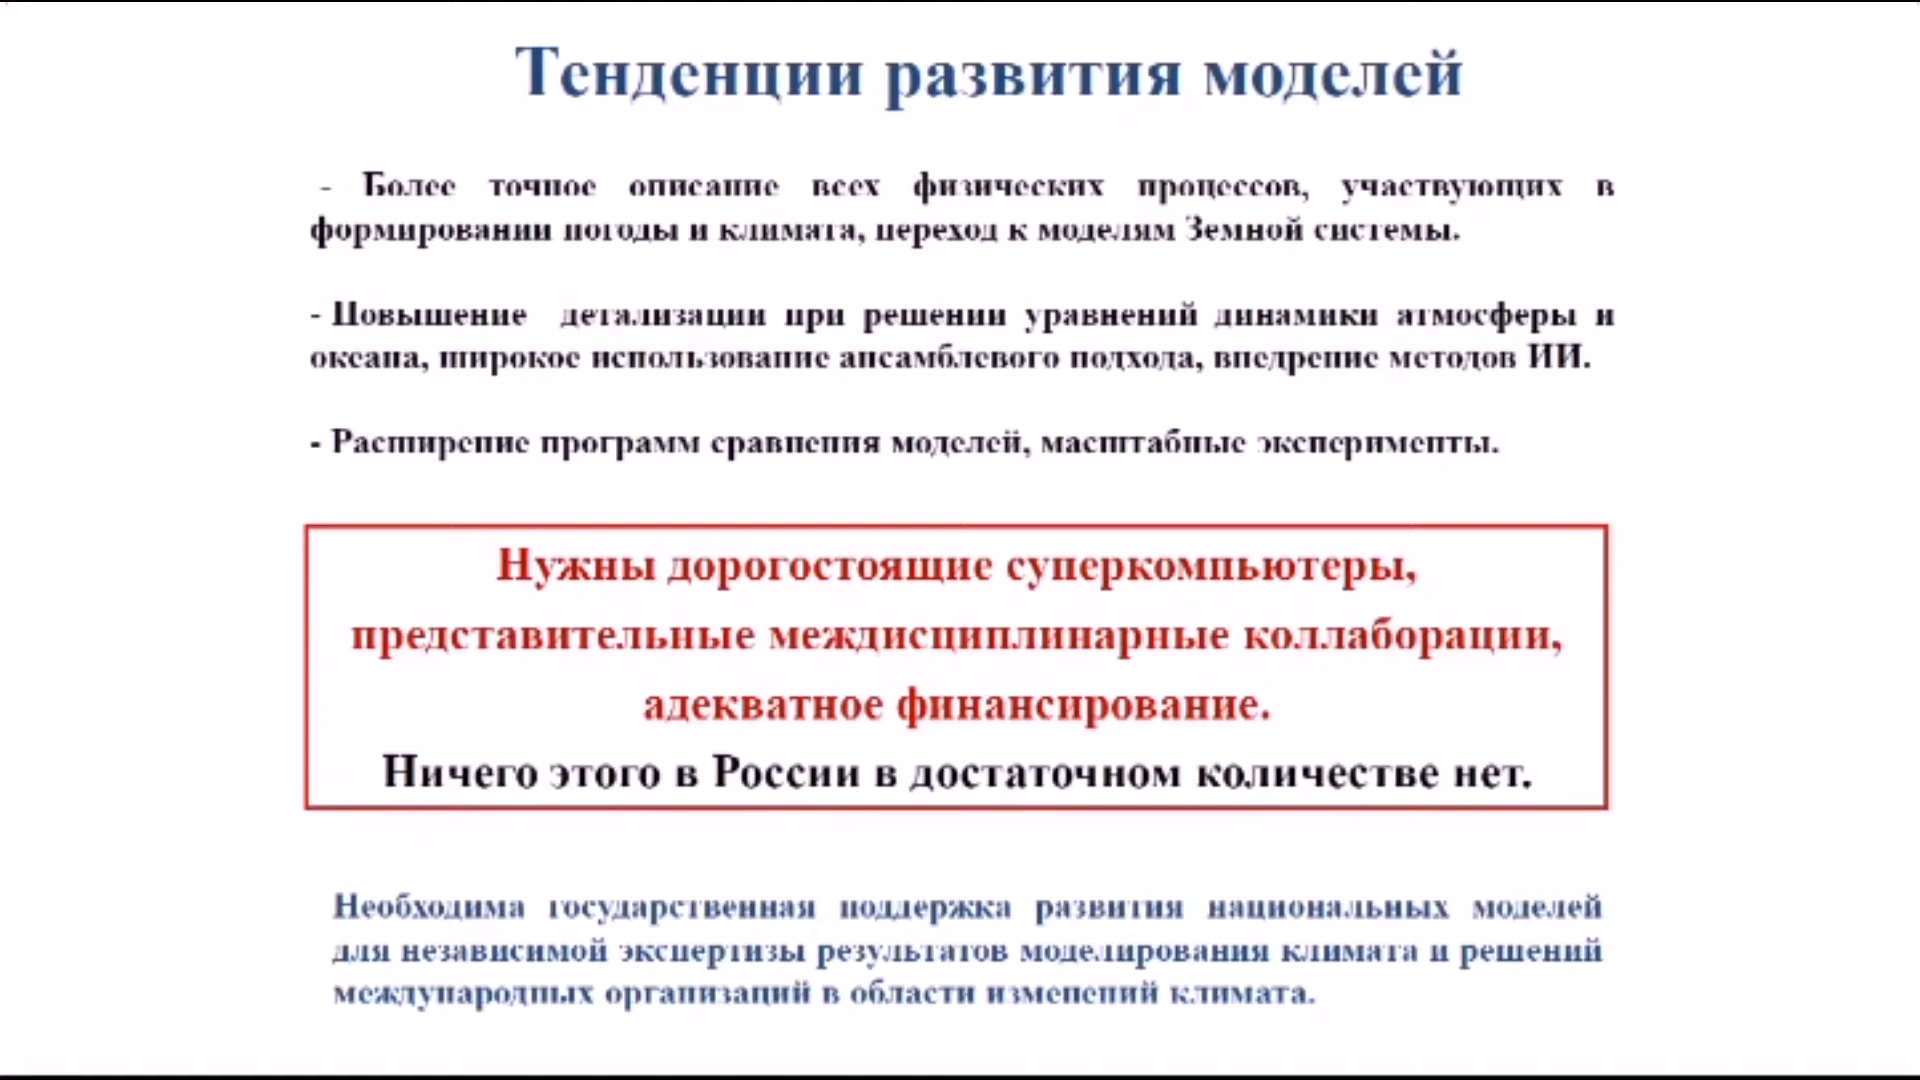 Тенденции развития моделей
- Более точное описание всех физических процессов, участвующих в
формировании погоды и климата, переход к моделям Земной системы.
- Повышение детализации при решении уравнений динамики атмосферы и
океана, широкое использование ансамблевого подхода, внедрение методов ИИ.
- Расширение программ сравнения моделей, масштабные эксперименты.
Нужны дорогостоящие суперкомпьютеры,
представительные междисциплинарные коллаборации,
адекватное финансирование.
Ничего этого в России в достаточном количестве нет.
Необходима государственная поддержка развития национальных моделей
для независимой экспертизы результатов моделирования климата и решений
международных организаций в области изменений климата.